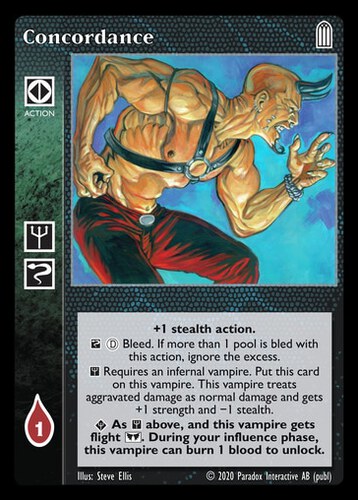 Concordance
ACTION
+1 stealth action.
D Bleed. If more than 1 pool is bled with
this action, ignore the excess.
Requires an infernal vampire. Put this
card on this vampire. This vampire treats
aggravated damage as normal damage and gets
+1 strength and −1 stealth.
As above, and this vampire gets
flight. During your influence phase,
this vampire can burn 1 blood to unlock.
1
Illus: Steve Ellis © 2020 Paradox Interactive AB (publ)